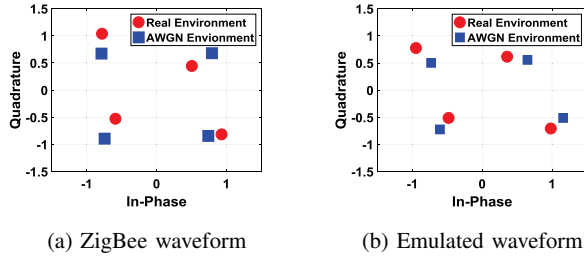 Real Environment
AWGN Envionment
1.5
1
0.5
0
-0.5
-1
-1.5
Quadrature
-1
0
1
In-Phase
(a) ZigBee waveform
Real Environment
AWGN Envionment
1.5
1
0.5
0
-0.5
-1
-1.5
Quadrature
-1
0
1
In-Phase
(b) Emulated waveform